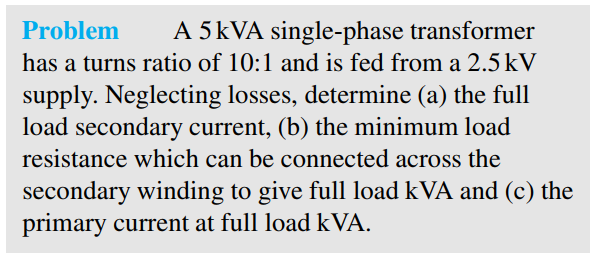 Problem A 5 kVA single-phase transformer
has a turns ratio of 10:1 and is fed from a 2.5 kV
supply. Neglecting losses, determine (a) the full
load secondary current, (b) the minimum load
resistance which can be connected across the
secondary winding to give full load kVA and (c) the
primary current at full load kVA.